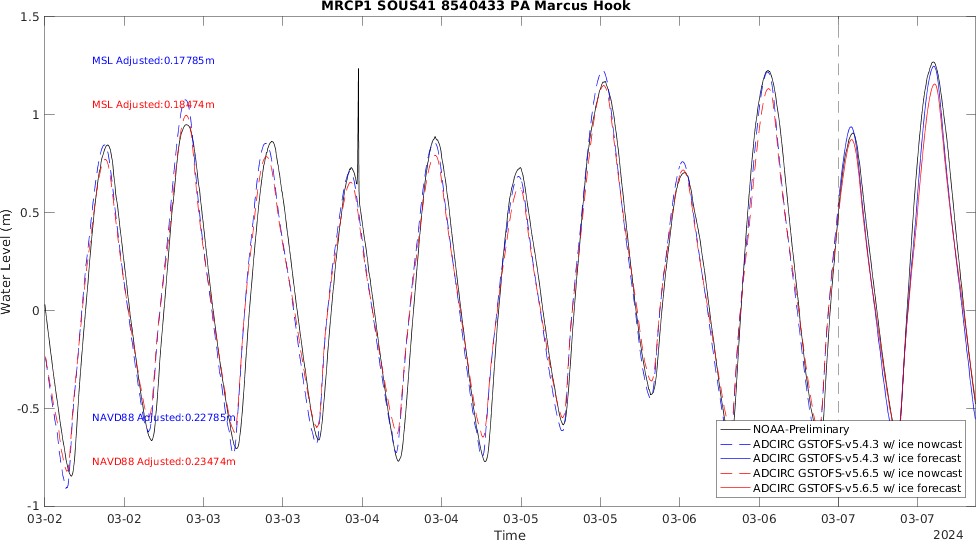 MRCP1 SOUS41 8540433 PA Marcus Hook
1.5
MSL Adjusted:0.17785m
MSL Adjusted:0.18474m
1
0.5
Water Level (m)
0
-0.5
NAVD88 Adjusted:0.22785m
NAVD88 Adjusted:0.23474m
NOAA-Preliminary
ADCIRC GSTOFS-v5.4.3 w/ ice nowcast
ADCIRC GSTOFS-v5.4.3 w/ ice forecast
ADCIRC GSTOFS-v5.6.5 w/ ice nowcast
ADCIRC GSTOFS-v5.6.5 w/ ice forecast
-1
03-02 03-02 03-03 03-03 03-04 03-04 03-05 03-05 03-06 03-06 03-07 03-07
Time
2024